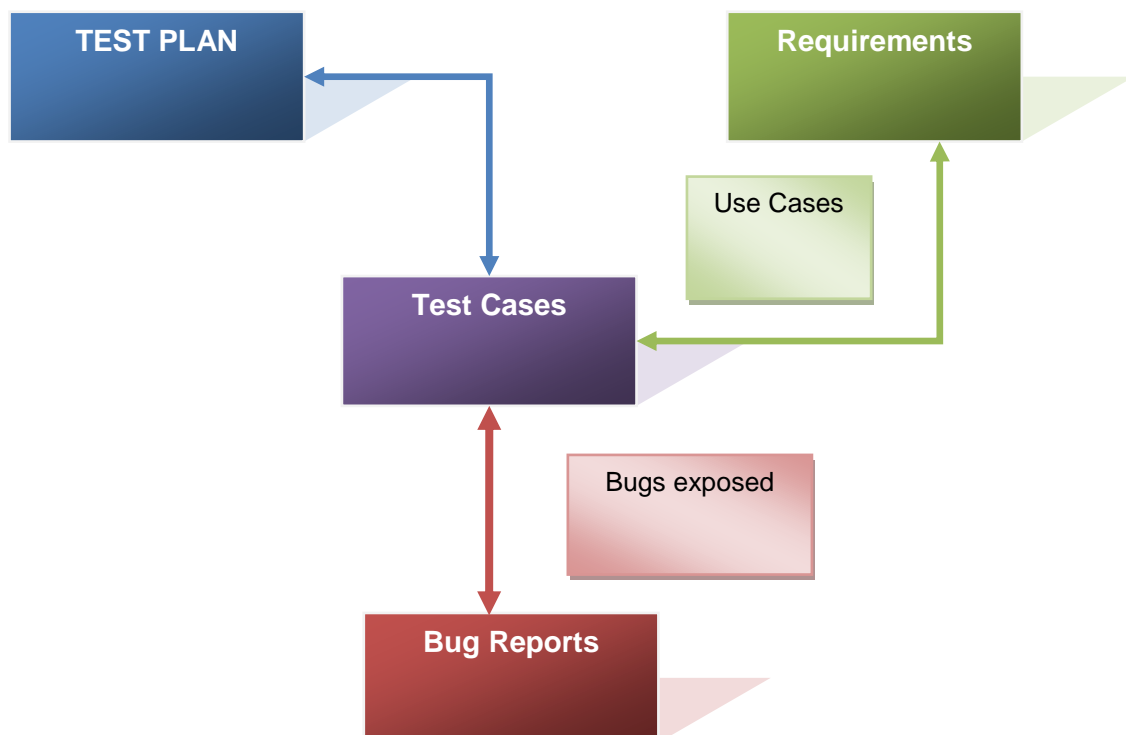 TEST PLAN
Requirements
Use Cases
Test Cases
Bugs exposed
Bug Reports